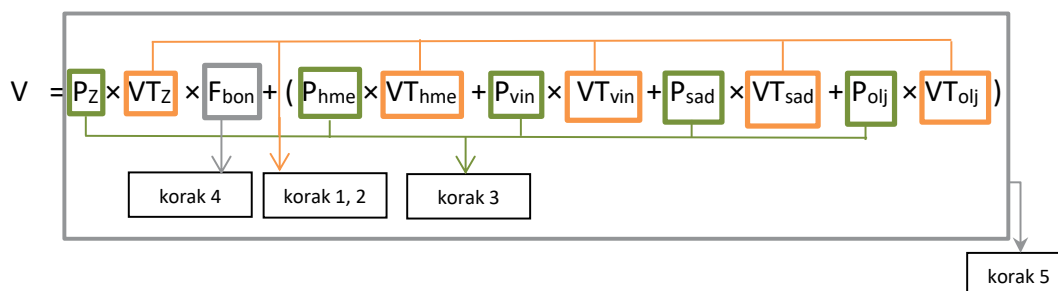 V = P_Z × VT_Z × F_bon + ( P_hme × VT_hme + P_vin × VT_vin + P_sad × VT_sad + P_olj × VT_olj )
korak 4 korak 1, 2 korak 3
korak 5